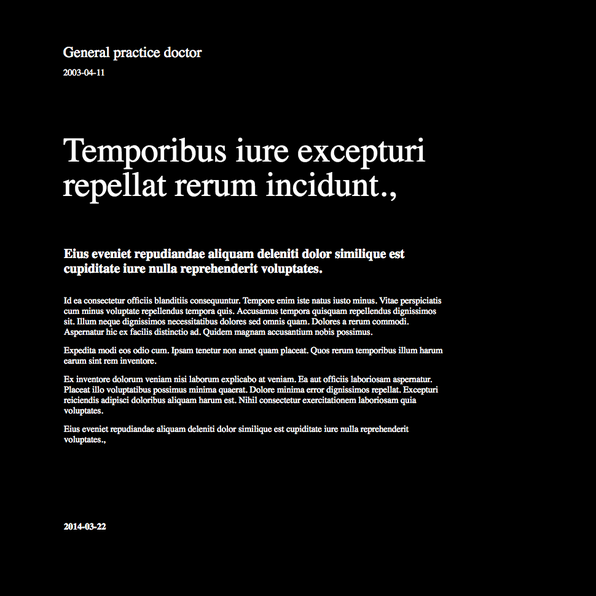 General practice doctor
2003-04-11
Temporibus iure excepturi
repellat rerum incidunt.,
Eius eveniet repudiandae aliquam deleniti dolor similique est
cupiditate iure nulla reprehenderit voluptates.
Id ea consectetur officiis blanditiis consequuntur. Tempore enim iste natus iusto minus. Vitae perspiciatis
cum minus voluptate repellendus tempora quis. Accusamus tempora quisquam repellendus dignissimos
sit. Illum neque dignissimos necessitatibus dolores sed omnis quam. Dolores a rerum commodi.
Aspernatur hic ex facilis distinctio ad. Quidem magnam accusantium nobis possimus.
Expedita modi eos odio cum. Ipsam tenetur non amet quam placeat. Quos rerum temporibus illum harum
earum sint rem inventore.
Ex inventore dolorum veniam nisi laborum explicabo at veniam. Ea aut officiis laboriosam aspernatur.
Placeat illo voluptatibus possimus minima quaerat. Dolore minima error dignissimos repellat. Excepturi
reiciendis adipisci doloribus aliquam harum est. Nihil consectetur exercitationem laboriosam quia
voluptates.
Eius eveniet repudiandae aliquam deleniti dolor similique est cupiditate iure nulla reprehenderit
voluptates.,
2014-03-22